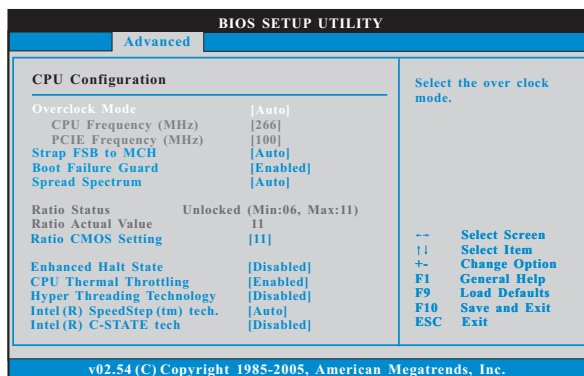 BIOS SETUP UTILITY
Advanced
CPU Configuration
Overclock Mode [Auto]
CPU Frequency (MHz) [266]
PCIE Frequency (MHz) [100]
Strap FSB to MCH [Auto]
Boot Failure Guard [Enabled]
Spread Spectrum [Auto]
Ratio Status Unlocked (Min:06, Max:11)
Ratio Actual Value 11
Ratio CMOS Setting [11]
Enhanced Halt State [Disabled]
CPU Thermal Throttling [Enabled]
Hyper Threading Technology [Disabled]
Intel(R) SpeedStep(tm) tech. [Auto]
Intel(R) C-STATE tech [Disabled]
Select the over clock
mode.
←→ Select Screen
↑↓ Select Item
+- Change Option
F1 General Help
F9 Load Defaults
F10 Save and Exit
ESC Exit
v02.54 (C) Copyright 1985-2005, American Megatrends, Inc.